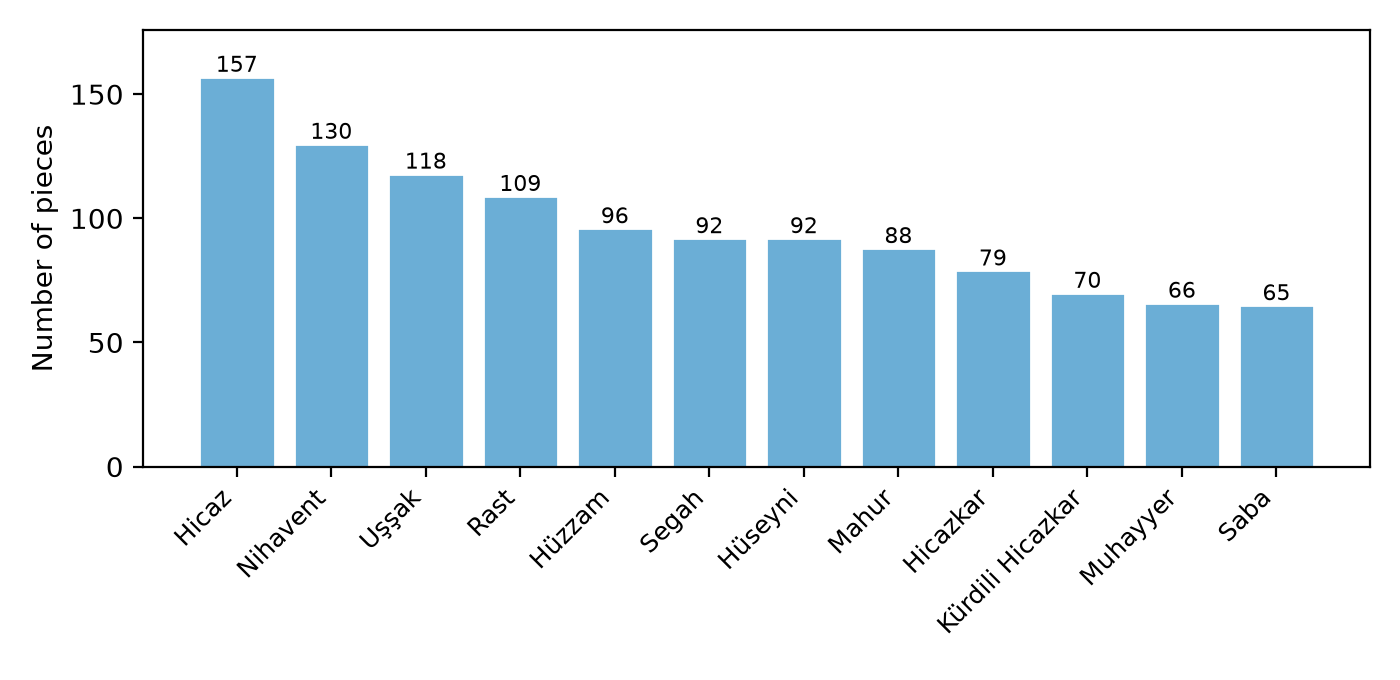 157
130
118
109
96
92
92
88
79
70
66
65
Number of pieces
150
100
50
0
Hicaz
Nihavent
Uşşak
Rast
Hüzzam
Segah
Hüseyni
Mahur
Hicazkar
Kürdili Hicazkar
Muhayyer
Saba